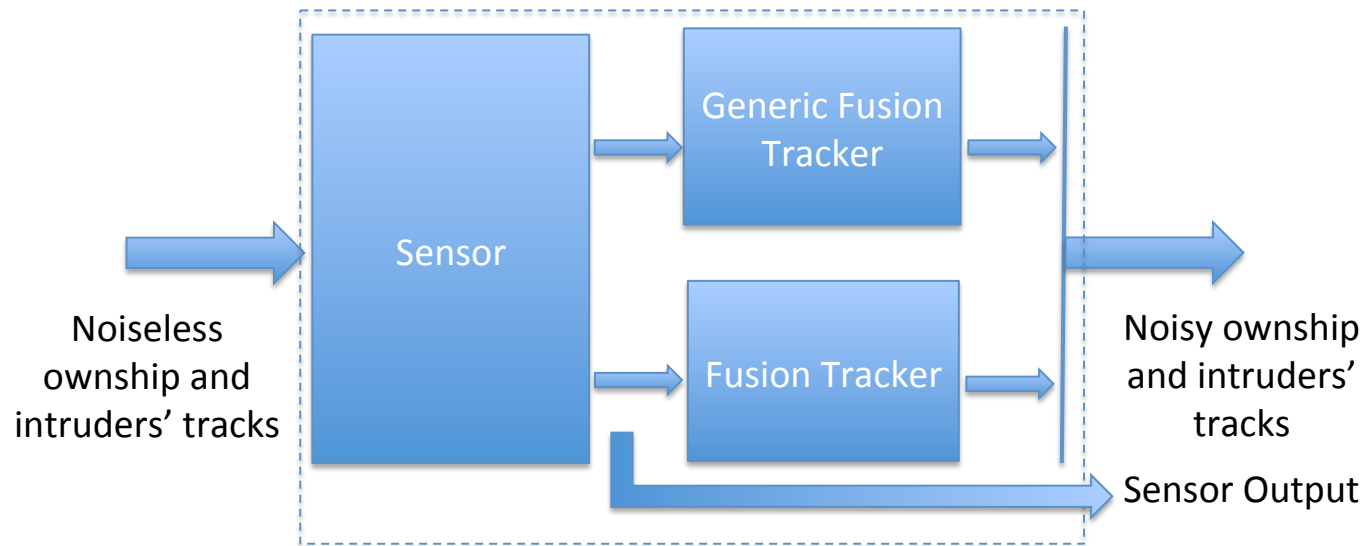 Noiseless
ownship and
intruders’ tracks
Sensor
Generic Fusion
Tracker
Fusion Tracker
Noisy ownship
and intruders’
tracks
Sensor Output